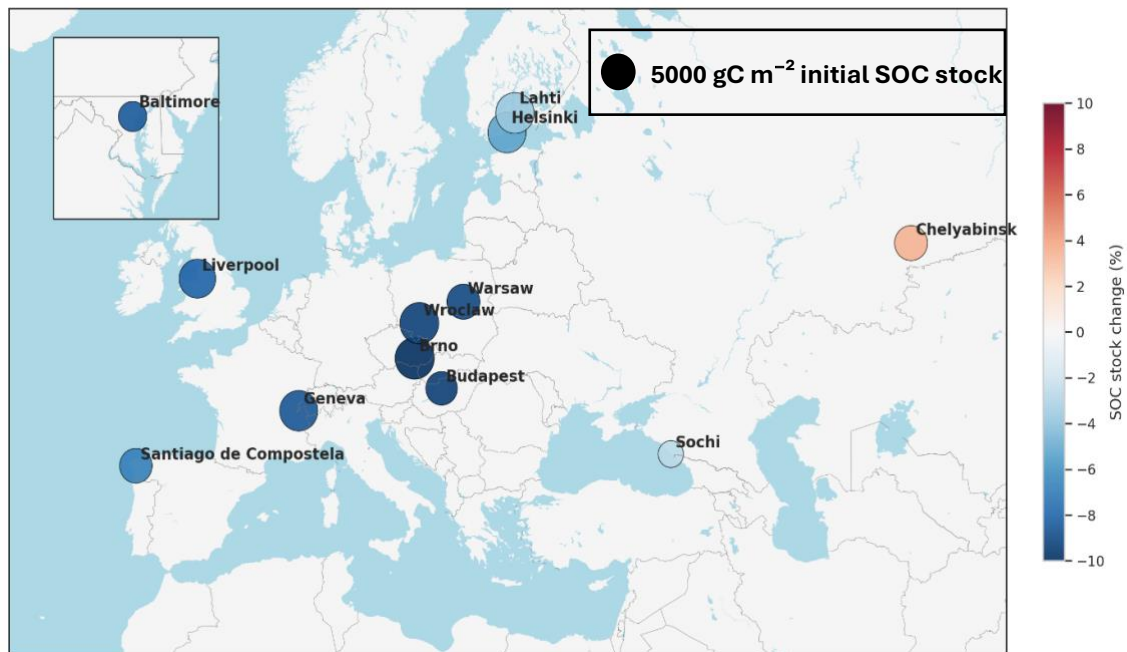 5000 gC m⁻² initial SOC stock
Baltimore
Lahti
Helsinki
Chelyabinsk
Liverpool
Warsaw
Wroclaw
Brno
Budapest
Geneva
Sochi
Santiago de Compostela
10
8
6
4
2
0
−2
−4
−6
−8
−10
SOC stock change (%)